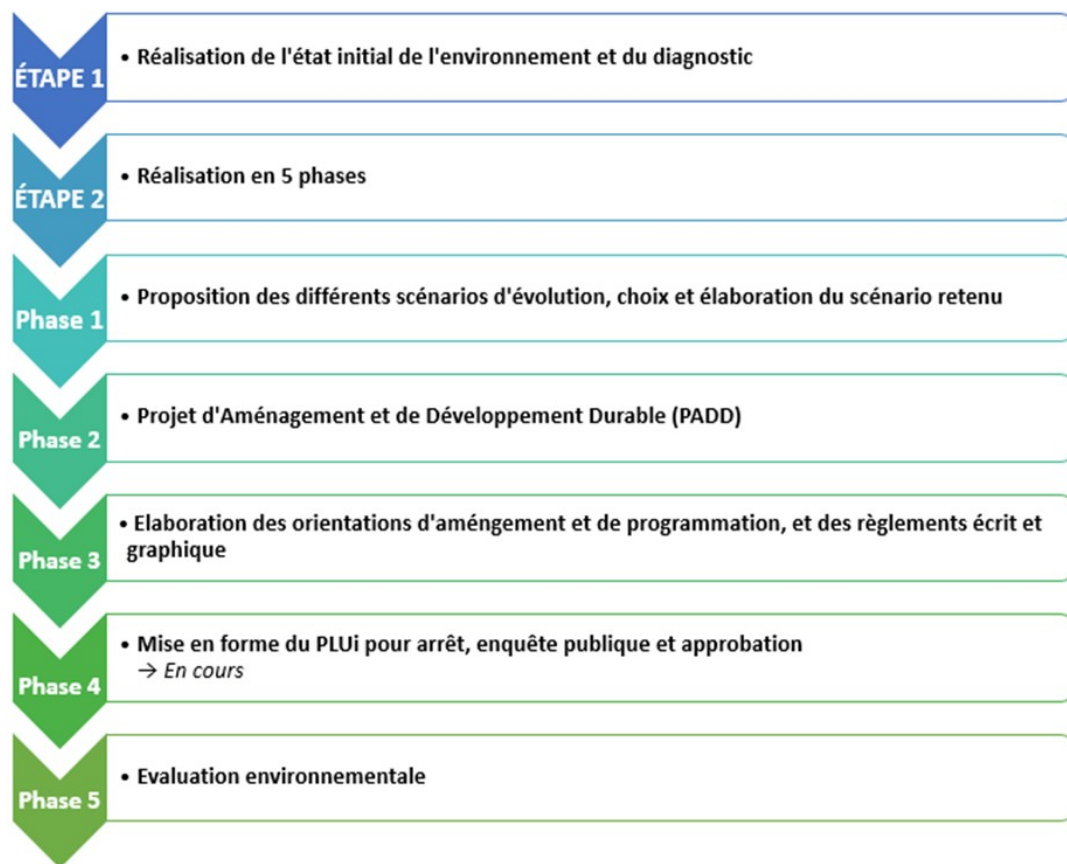 ÉTAPE 1
• Réalisation de l'état initial de l'environnement et du diagnostic
ÉTAPE 2
• Réalisation en 5 phases
Phase 1
• Proposition des différents scénarios d'évolution, choix et élaboration du scénario retenu
Phase 2
• Projet d'Aménagement et de Développement Durable (PADD)
Phase 3
• Elaboration des orientations d'améngement et de programmation, et des règlements écrit et
graphique
Phase 4
• Mise en forme du PLUi pour arrêt, enquête publique et approbation
→ En cours
Phase 5
• Evaluation environnementale